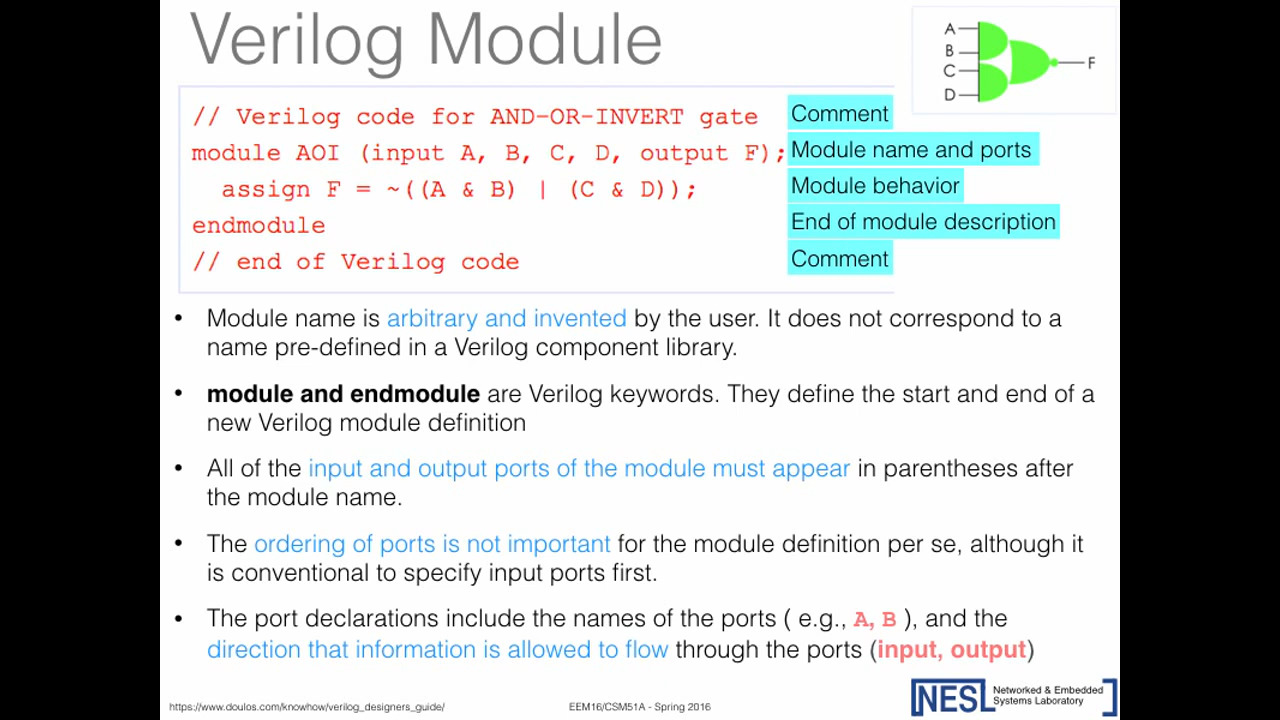 Verilog Module
A
B
C
D
F
// Verilog code for AND-OR-INVERT gate
Comment
module AOI (input A, B, C, D, output F);
Module name and ports
assign F = ~((A & B) | (C & D));
Module behavior
endmodule
End of module description
// end of Verilog code
Comment
• Module name is arbitrary and invented by the user. It does not correspond to a
name pre-defined in a Verilog component library.
• module and endmodule are Verilog keywords. They define the start and end of a
new Verilog module definition
• All of the input and output ports of the module must appear in parentheses after
the module name.
• The ordering of ports is not important for the module definition per se, although it
is conventional to specify input ports first.
• The port declarations include the names of the ports ( e.g., A, B ), and the
direction that information is allowed to flow through the ports (input, output)
https://www.doulos.com/knowhow/verilog_designers_guide/
EEM16/CSM51A - Spring 2016
NESL
Networked & Embedded
Systems Laboratory